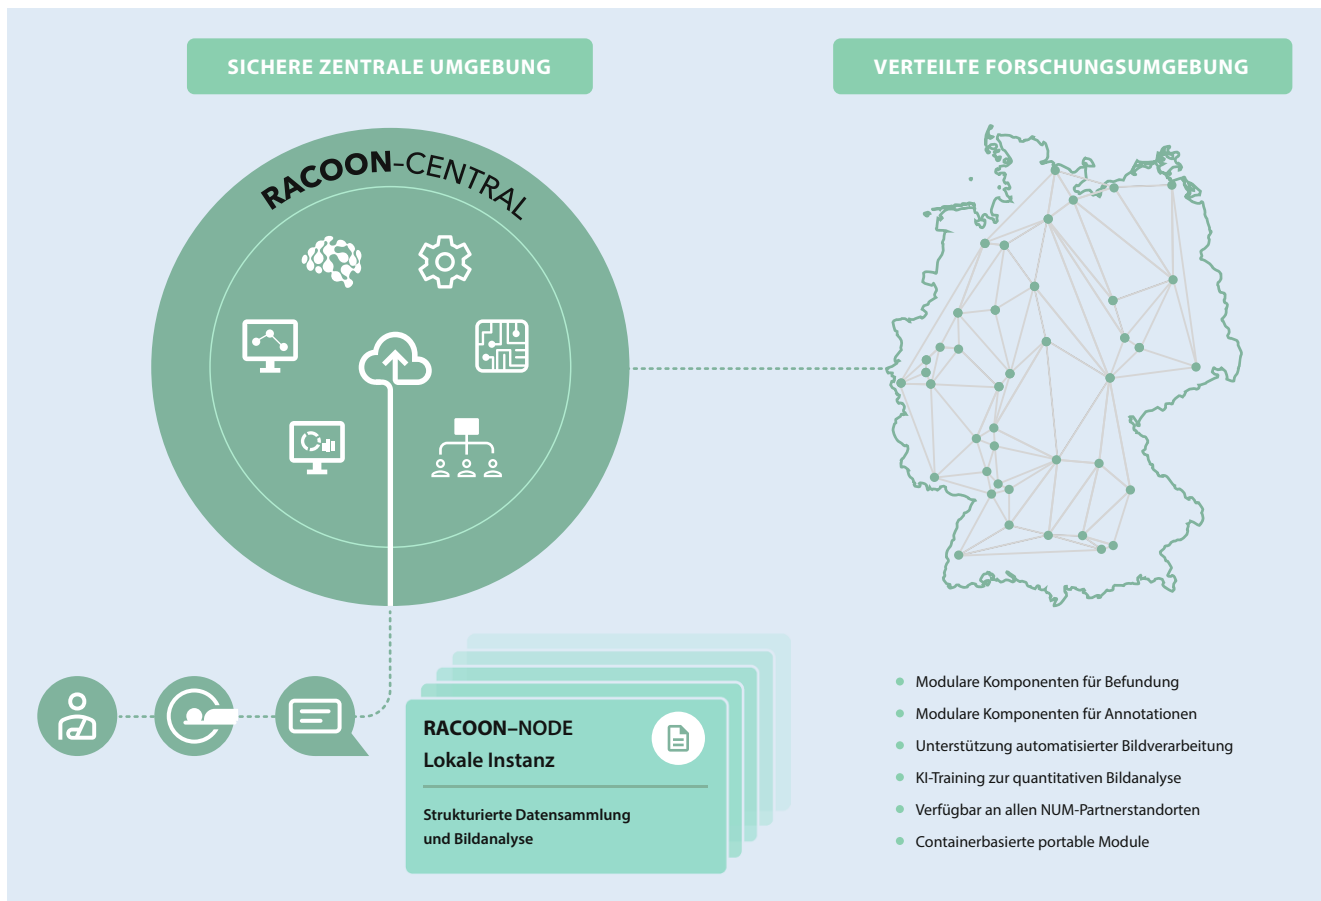 SICHERE ZENTRALE UMGEBUNG
VERTEILTE FORSCHUNGSUMGEBUNG
RACOON–CENTRAL
RACOON–NODE
Lokale Instanz
Strukturierte Datensammlung
und Bildanalyse
Modulare Komponenten für Befundung
Modulare Komponenten für Annotationen
Unterstützung automatisierter Bildverarbeitung
KI-Training zur quantitativen Bildanalyse
Verfügbar an allen NUM-Partnerstandorten
Containerbasierte portable Module